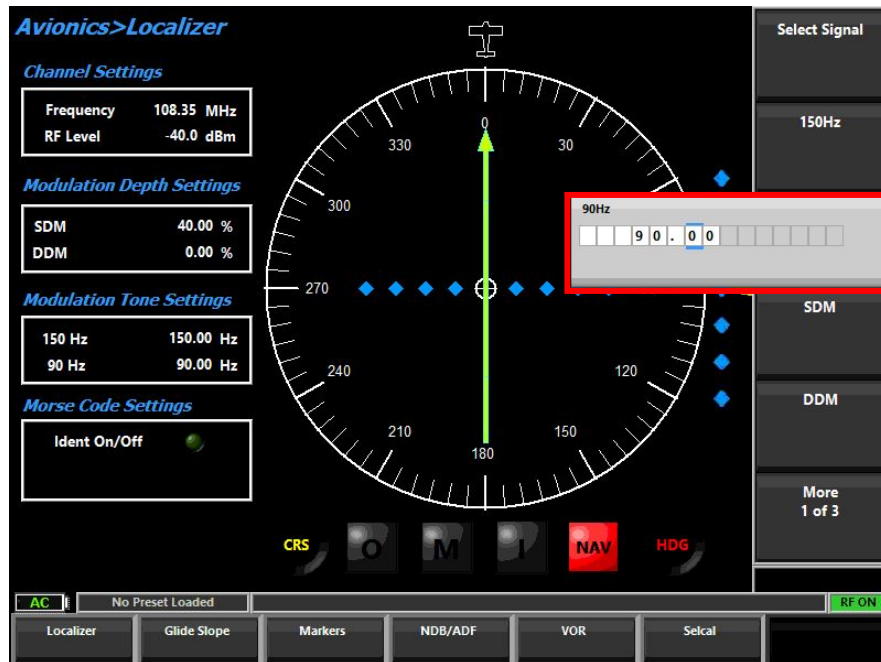 Avionics>Localizer
Channel Settings
Frequency 108.35 MHz
RF Level -40.0 dBm
Modulation Depth Settings
SDM 40.00 %
DDM 0.00 %
Modulation Tone Settings
150 Hz 150.00 Hz
90 Hz 90.00 Hz
Morse Code Settings
Ident On/Off
0
330 30
300
270
240 120
210 150
180
CRS O M I NAV HDG
Select Signal
150Hz
90Hz
90.00
SDM
DDM
More
1 of 3
AC No Preset Loaded RF ON
Localizer Glide Slope Markers NDB/ADF VOR Selcal